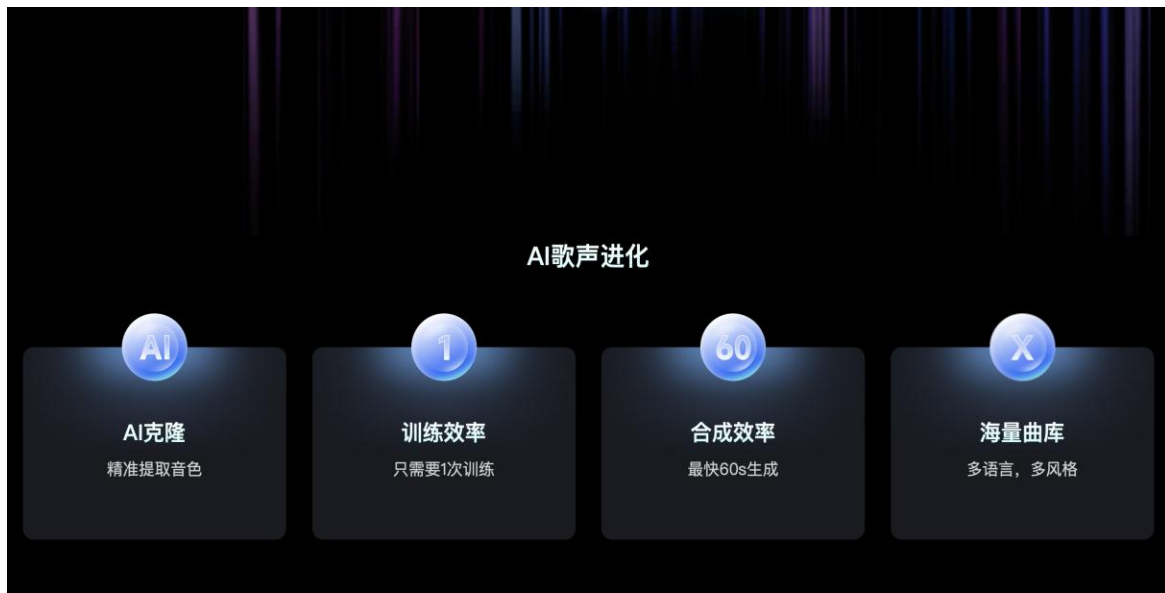 AI歌声进化
AI
AI克隆
精准提取音色
1
训练效率
只需要1次训练
60
合成效率
最快60s生成
X
海量曲库
多语言，多风格